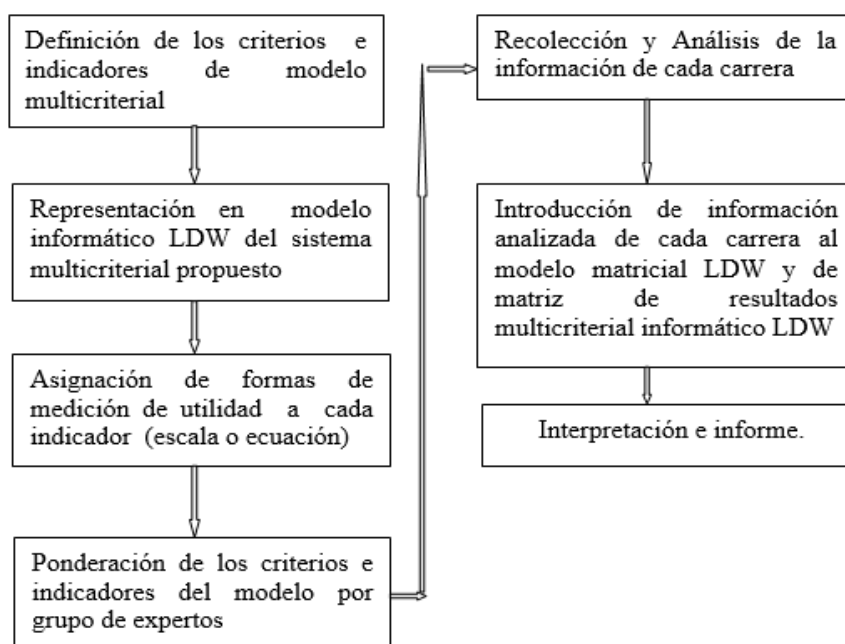 Definición de los criterios e
indicadores de modelo
multicriterial
Representación en modelo
informático LDW del sistema
multicriterial propuesto
Asignación de formas de
medición de utilidad a cada
indicador (escala o ecuación)
Ponderación de los criterios e
indicadores del modelo por
grupo de expertos
Recolección y Análisis de la
información de cada carrera
Introducción de información
analizada de cada carrera al
modelo matricial LDW y de
matriz de resultados
multicriterial informático LDW
Interpretación e informe.